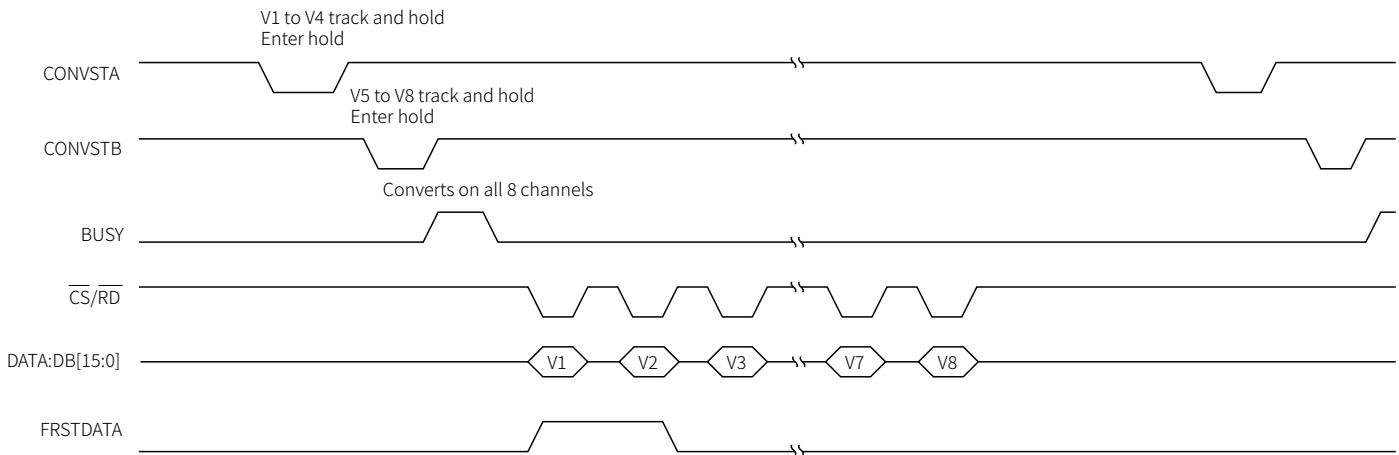 V1 to V4 track and hold
Enter hold
CONVSTA
V5 to V8 track and hold
Enter hold
CONVSTB
Converts on all 8 channels
BUSY
CS/RD
DATA:DB[15:0]
V1 V2 V3 V7 V8
FRSTDATA